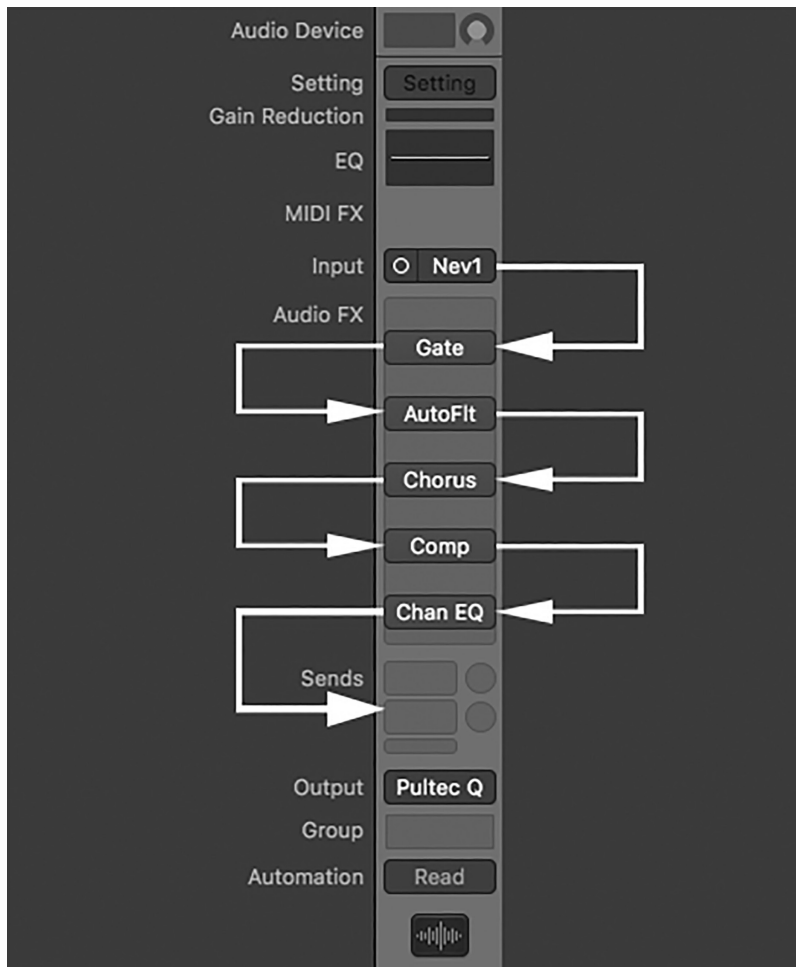 Audio Device
Setting Setting
Gain Reduction
EQ
MIDI FX
Input Nev1
Audio FX
Gate
AutoFlt
Chorus
Comp
Chan EQ
Sends
Output Pultec Q
Group
Automation Read